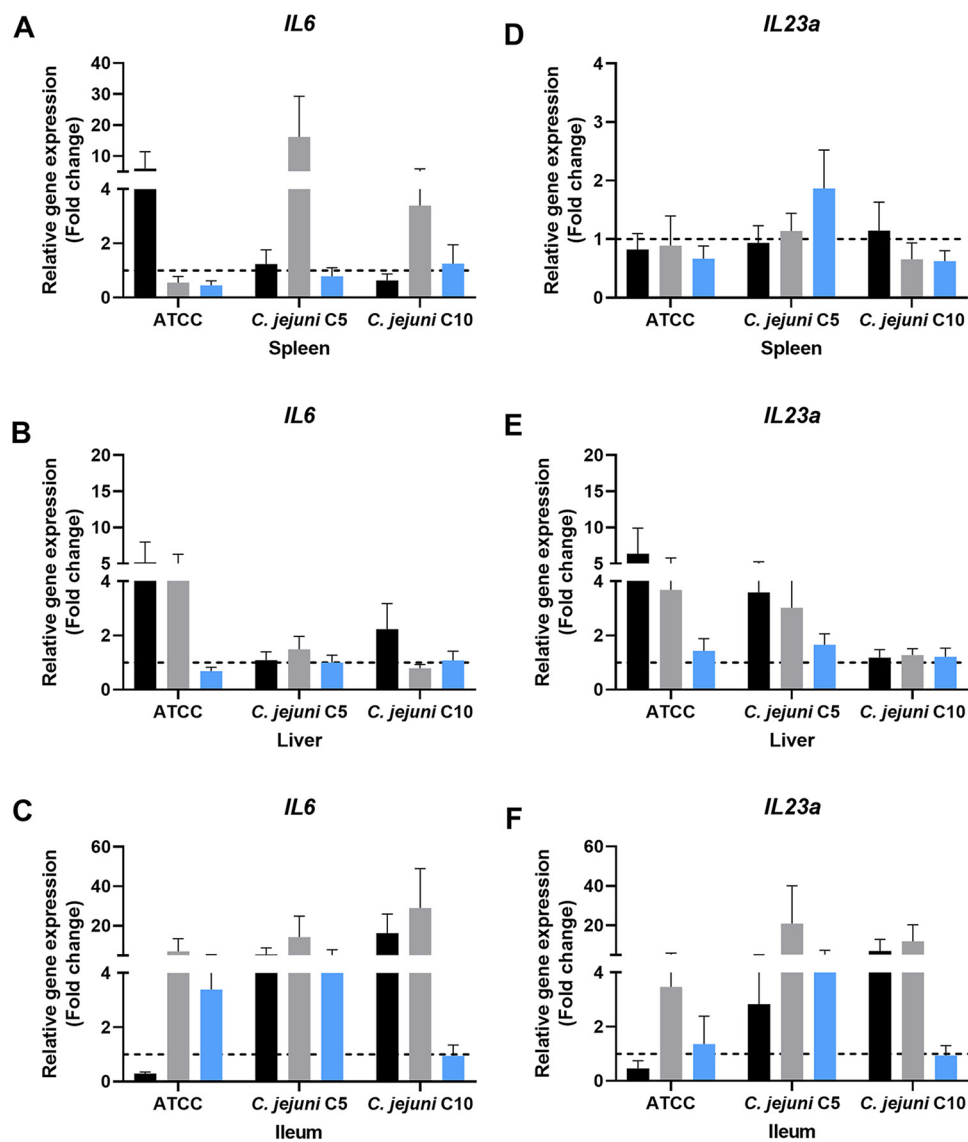 A
IL6
Relative gene expression
(Fold change)
40
30
20
10
4
2
0
ATCC
C. jejuni C5
C. jejuni C10
Spleen
D
IL23a
Relative gene expression
(Fold change)
4
3
2
1
0
ATCC
C. jejuni C5
C. jejuni C10
Spleen
B
IL6
Relative gene expression
(Fold change)
20
15
10
5
4
2
0
ATCC
C. jejuni C5
C. jejuni C10
Liver
E
IL23a
Relative gene expression
(Fold change)
20
15
10
5
4
2
0
ATCC
C. jejuni C5
C. jejuni C10
Liver
C
IL6
Relative gene expression
(Fold change)
60
40
20
4
2
0
ATCC
C. jejuni C5
C. jejuni C10
Ileum
F
IL23a
Relative gene expression
(Fold change)
60
40
20
4
2
0
ATCC
C. jejuni C5
C. jejuni C10
Ileum